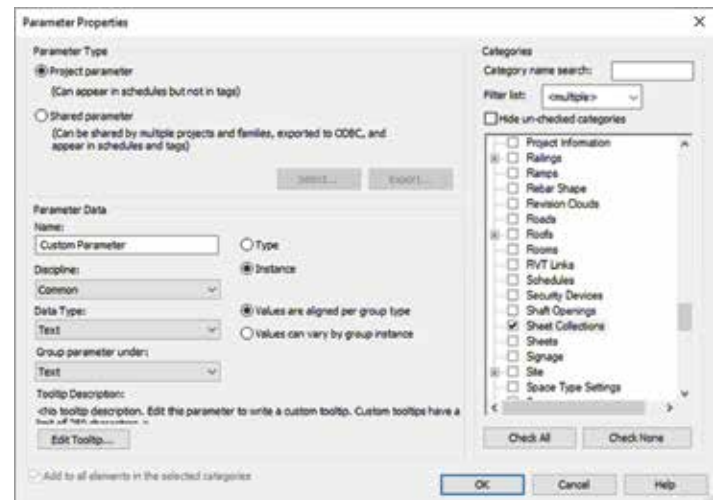 Parameter Properties
Parameter Type
Project parameter
(Can appear in schedules but not in tags)
Shared parameter
(Can be shared by multiple projects and families, exported to ODBC, and
appear in schedules and tags)
Select... Export...
Parameter Data
Name:
Custom Parameter
Type
Discipline:
Instance
Common
Data Type:
Values are aligned per group type
Text
Values can vary by group instance
Group parameter under:
Text
Tooltip Description:
<No tooltip description. Edit this parameter to write a custom tooltip. Custom tooltips have a
Edit Tooltip...
Add to all elements in the selected categories
Categories
Category name search:
Filter list: <multiple>
Hide un-checked categories
Project Information
Railings
Ramps
Rebar Shape
Revision Clouds
Roads
Roofs
Rooms
RVT Links
Schedules
Security Devices
Shaft Openings
Sheet Collections
Sheets
Signage
Site
Space Type Settings
Check All Check None
OK Cancel Help